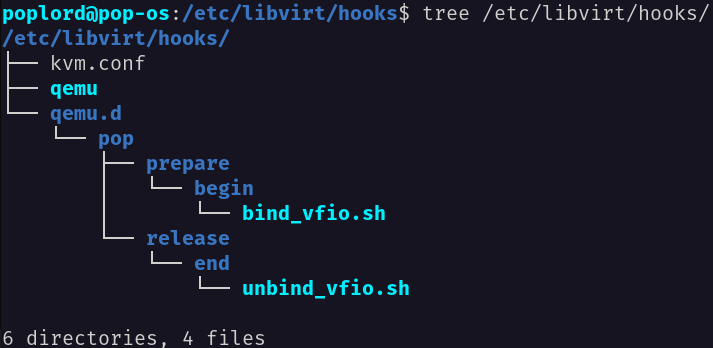 poplord@pop-os:/etc/libvirt/hooks$ tree /etc/libvirt/hooks/
/etc/libvirt/hooks/
├── kvm.conf
├── qemu
└── qemu.d
    └── pop
        ├── prepare
        │   └── begin
        │       └── bind_vfio.sh
        └── release
            └── end
                └── unbind_vfio.sh

6 directories, 4 files